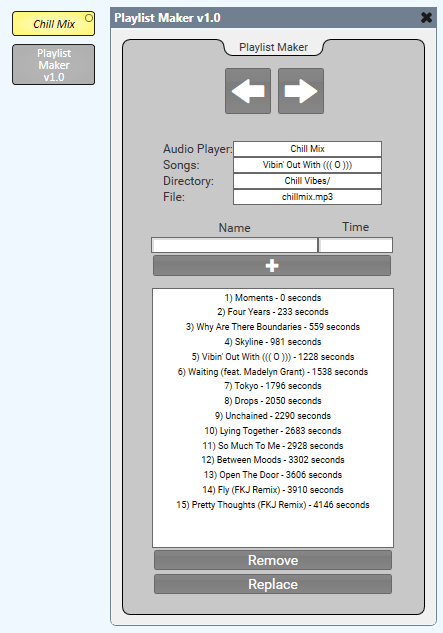 Chill Mix
Playlist
Maker
v1.0
Playlist Maker v1.0
Playlist Maker
Audio Player: Chill Mix
Songs: Vibin' Out With ((( O )))
Directory: Chill Vibes/
File: chillmix.mp3
Name Time
1) Moments - 0 seconds
2) Four Years - 233 seconds
3) Why Are There Boundaries - 559 seconds
4) Skyline - 981 seconds
5) Vibin' Out With ((( O ))) - 1228 seconds
6) Waiting (feat. Madelyn Grant) - 1538 seconds
7) Tokyo - 1796 seconds
8) Drops - 2050 seconds
9) Unchained - 2290 seconds
10) Lying Together - 2683 seconds
11) So Much To Me - 2928 seconds
12) Between Moods - 3302 seconds
13) Open The Door - 3606 seconds
14) Fly (FKJ Remix) - 3910 seconds
15) Pretty Thoughts (FKJ Remix) - 4146 seconds
Remove
Replace